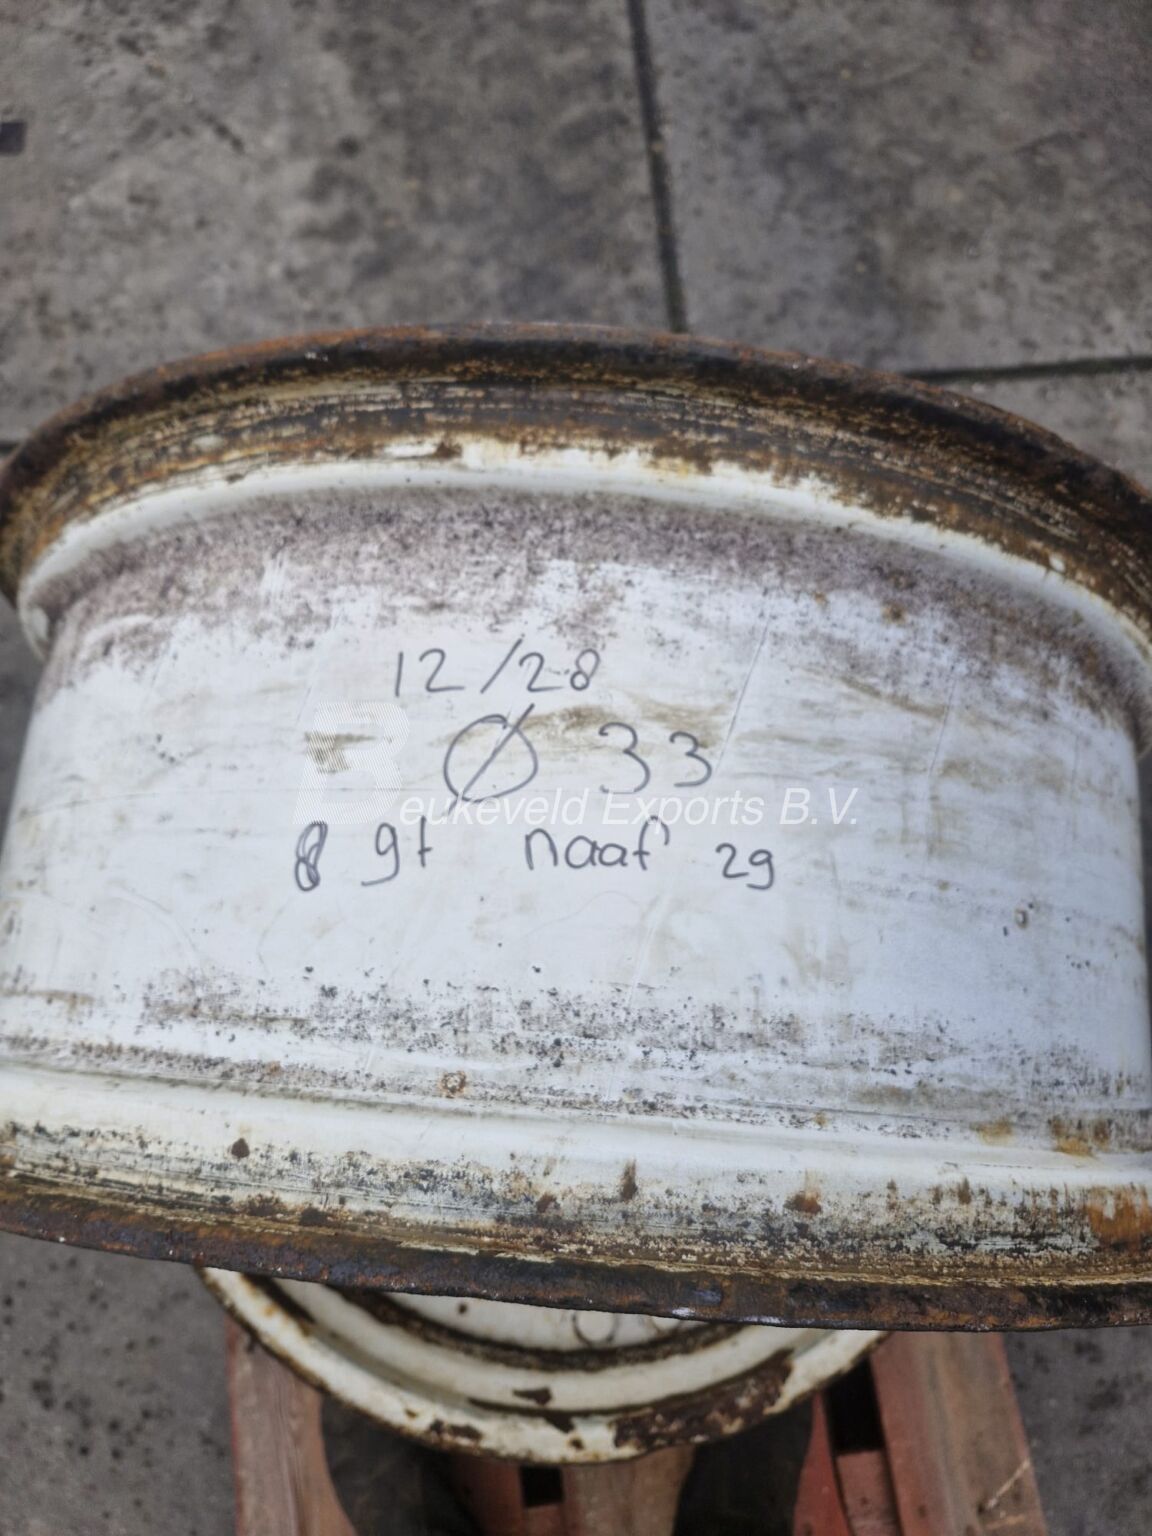 12/28
Ø 33
Beukeveld Exports B.V.
8 gt naaf 29